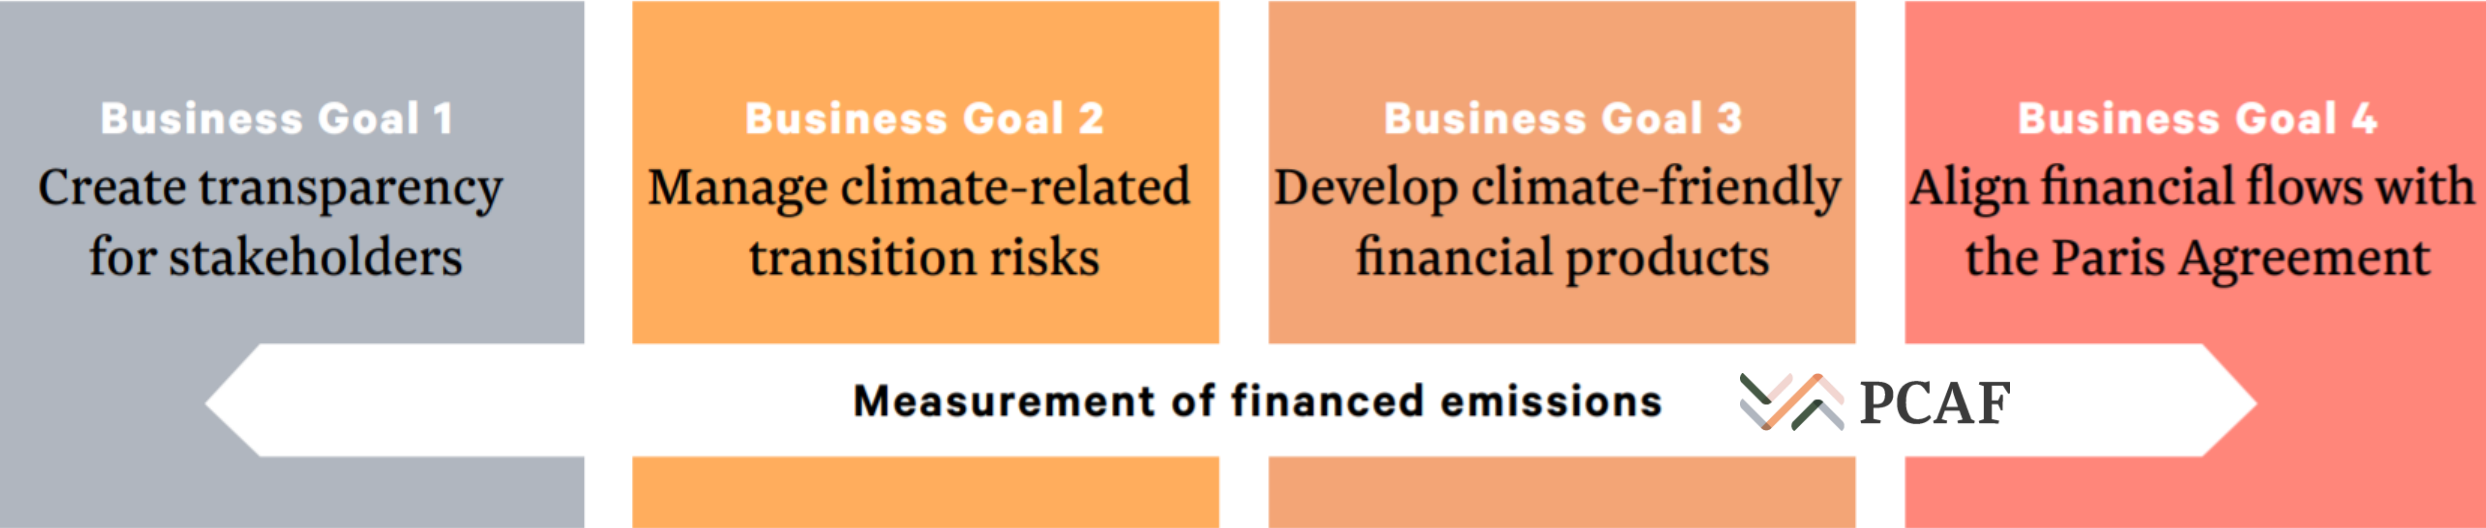 Business Goal 1
Create transparency
for stakeholders
Business Goal 2
Manage climate-related
transition risks
Business Goal 3
Develop climate-friendly
financial products
Business Goal 4
Align financial flows with
the Paris Agreement
Measurement of financed emissions
PCAF